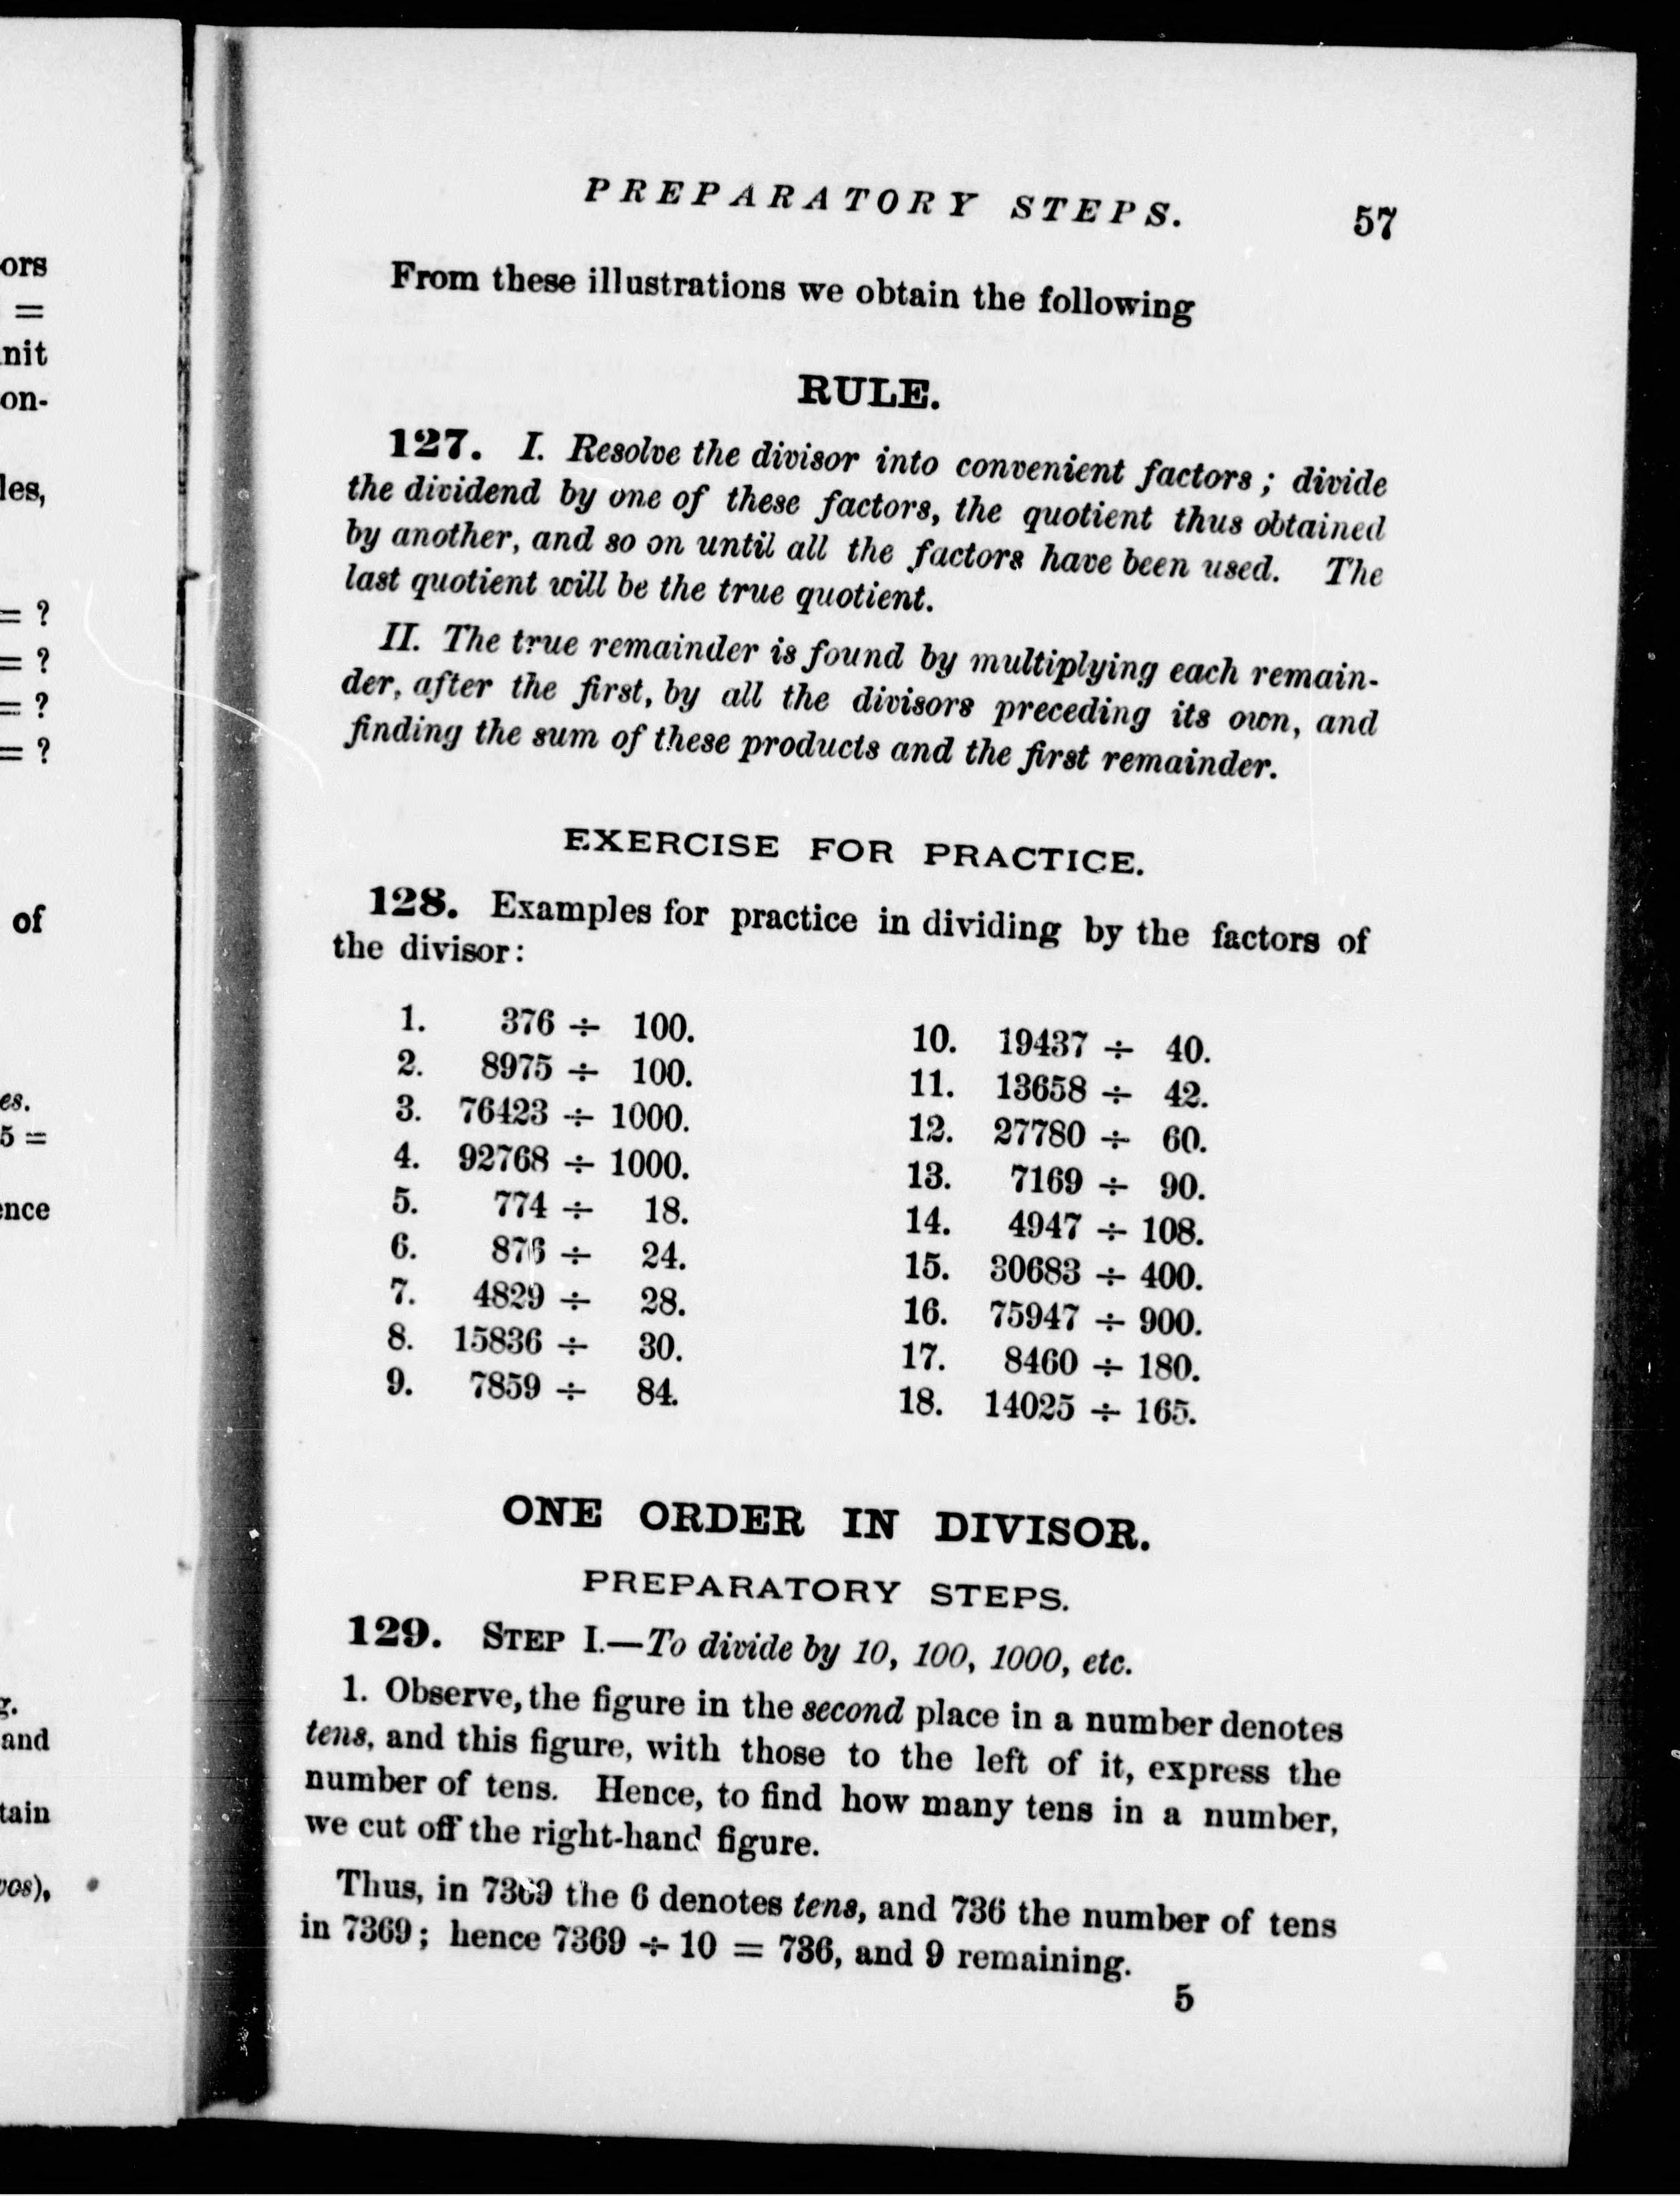 ors
=
nit
on-
les,
= ?
= ?
= ?
= ?
of
es.
5 =
ence
g.
and
tain
vos),
PREPARATORY STEPS. 57
From these illustrations we obtain the following
RULE.
127. I. Resolve the divisor into convenient factors; divide
the dividend by one of these factors, the quotient thus obtained
by another, and so on until all the factors have been used. The
last quotient will be the true quotient.
II. The true remainder is found by multiplying each remain-
der, after the first, by all the divisors preceding its own, and
finding the sum of these products and the first remainder.
EXERCISE FOR PRACTICE.
128. Examples for practice in dividing by the factors of
the divisor:
1. 376 ÷ 100.
2. 8975 ÷ 100.
3. 76423 ÷ 1000.
4. 92768 ÷ 1000.
5. 774 ÷ 18.
6. 876 ÷ 24.
7. 4829 ÷ 28.
8. 15836 ÷ 30.
9. 7859 ÷ 84.
10. 19437 ÷ 40.
11. 13658 ÷ 42.
12. 27780 ÷ 60.
13. 7169 ÷ 90.
14. 4947 ÷ 108.
15. 30683 ÷ 400.
16. 75947 ÷ 900.
17. 8460 ÷ 180.
18. 14025 ÷ 165.
ONE ORDER IN DIVISOR.
PREPARATORY STEPS.
129. STEP I.—To divide by 10, 100, 1000, etc.
1. Observe, the figure in the second place in a number denotes
tens, and this figure, with those to the left of it, express the
number of tens. Hence, to find how many tens in a number,
we cut off the right-hand figure.
Thus, in 7369 the 6 denotes tens, and 736 the number of tens
in 7369; hence 7369 ÷ 10 = 736, and 9 remaining.
5